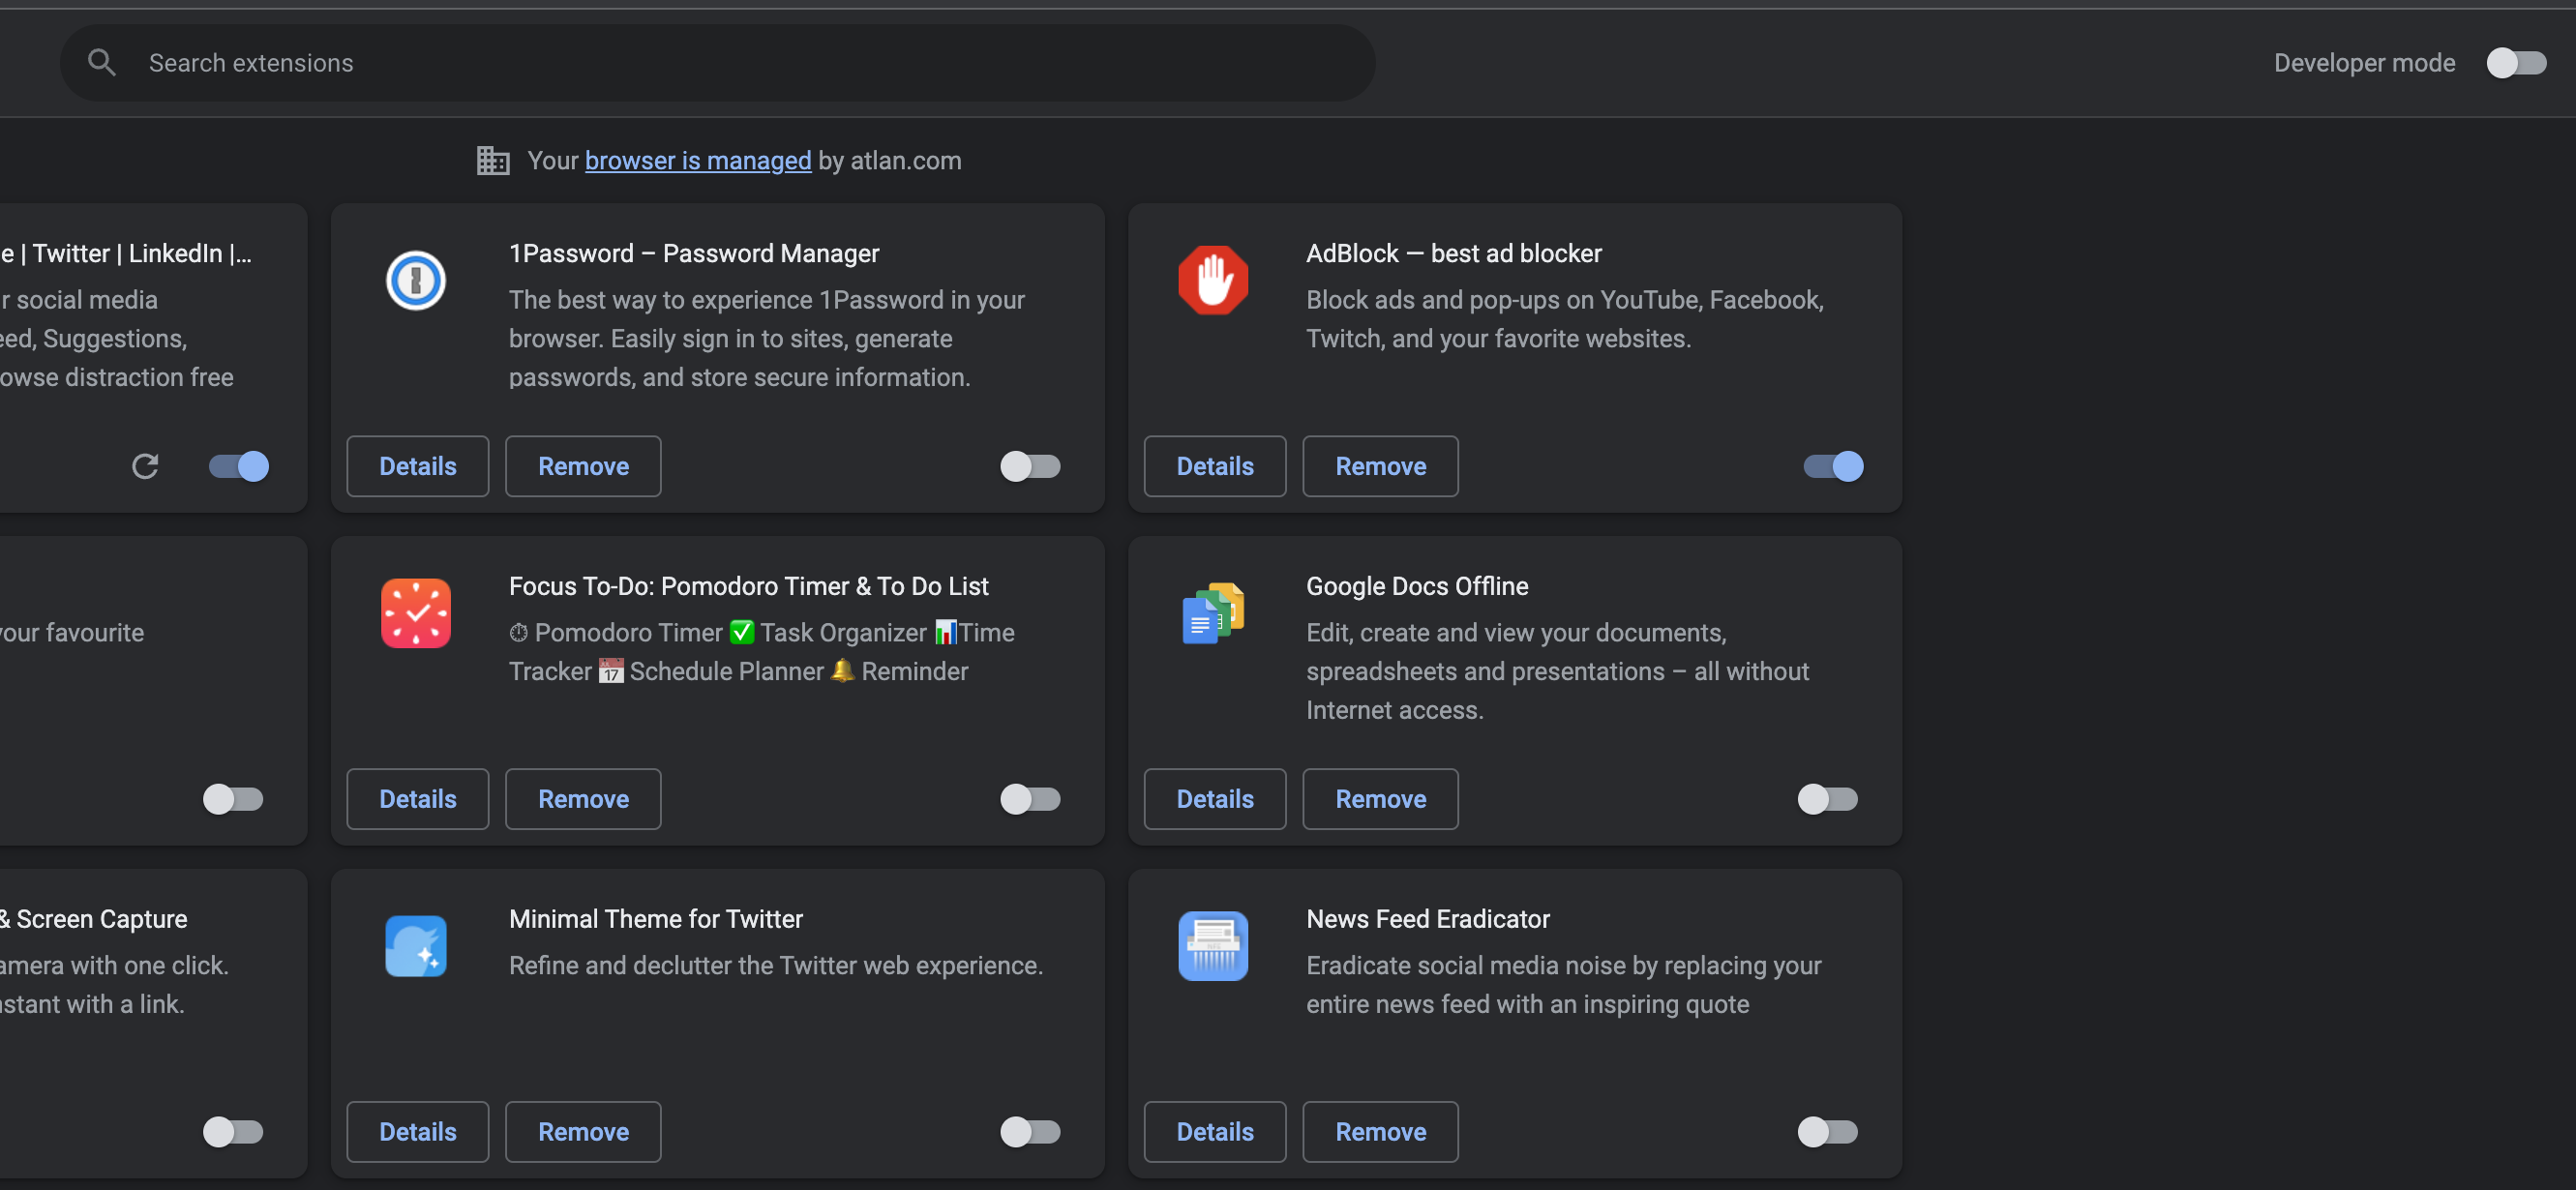 Search extensions
Developer mode
Your browser is managed by atlan.com
e | Twitter | LinkedIn |...
r social media
eed, Suggestions,
owse distraction free
1Password – Password Manager
The best way to experience 1Password in your
browser. Easily sign in to sites, generate
passwords, and store secure information.
Details
Remove
AdBlock — best ad blocker
Block ads and pop-ups on YouTube, Facebook,
Twitch, and your favorite websites.
Details
Remove
your favourite
Focus To-Do: Pomodoro Timer & To Do List
⏱ Pomodoro Timer ✅ Task Organizer 📊Time
Tracker 📅 Schedule Planner 🔔 Reminder
Details
Remove
Google Docs Offline
Edit, create and view your documents,
spreadsheets and presentations – all without
Internet access.
Details
Remove
& Screen Capture
amera with one click.
nstant with a link.
Minimal Theme for Twitter
Refine and declutter the Twitter web experience.
Details
Remove
News Feed Eradicator
Eradicate social media noise by replacing your
entire news feed with an inspiring quote
Details
Remove